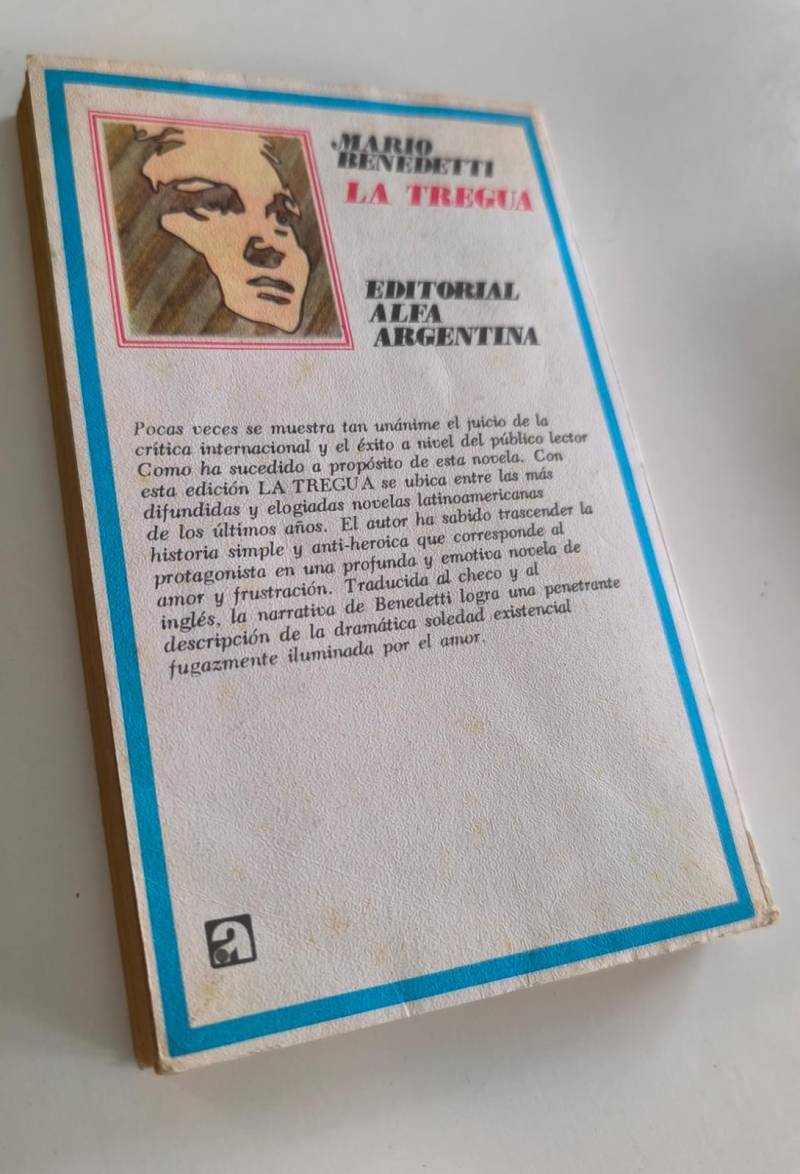 MARIO
BENEDETTI
LA TREGUA
EDITORIAL
ALFA
ARGENTINA
Pocas veces se muestra tan unánime el juicio de la
crítica internacional y el éxito a nivel del público lector
Como ha sucedido a propósito de esta novela. Con
esta edición LA TREGUA se ubica entre las más
difundidas y elogiadas novelas latinoamericanas
de los últimos años. El autor ha sabido trascender la
historia simple y anti-heroica que corresponde al
protagonista en una profunda y emotiva novela de
amor y frustración. Traducida al checo y al
inglés, la narrativa de Benedetti logra una penetrante
descripción de la dramática soledad existencial
fugazmente iluminada por el amor.
a